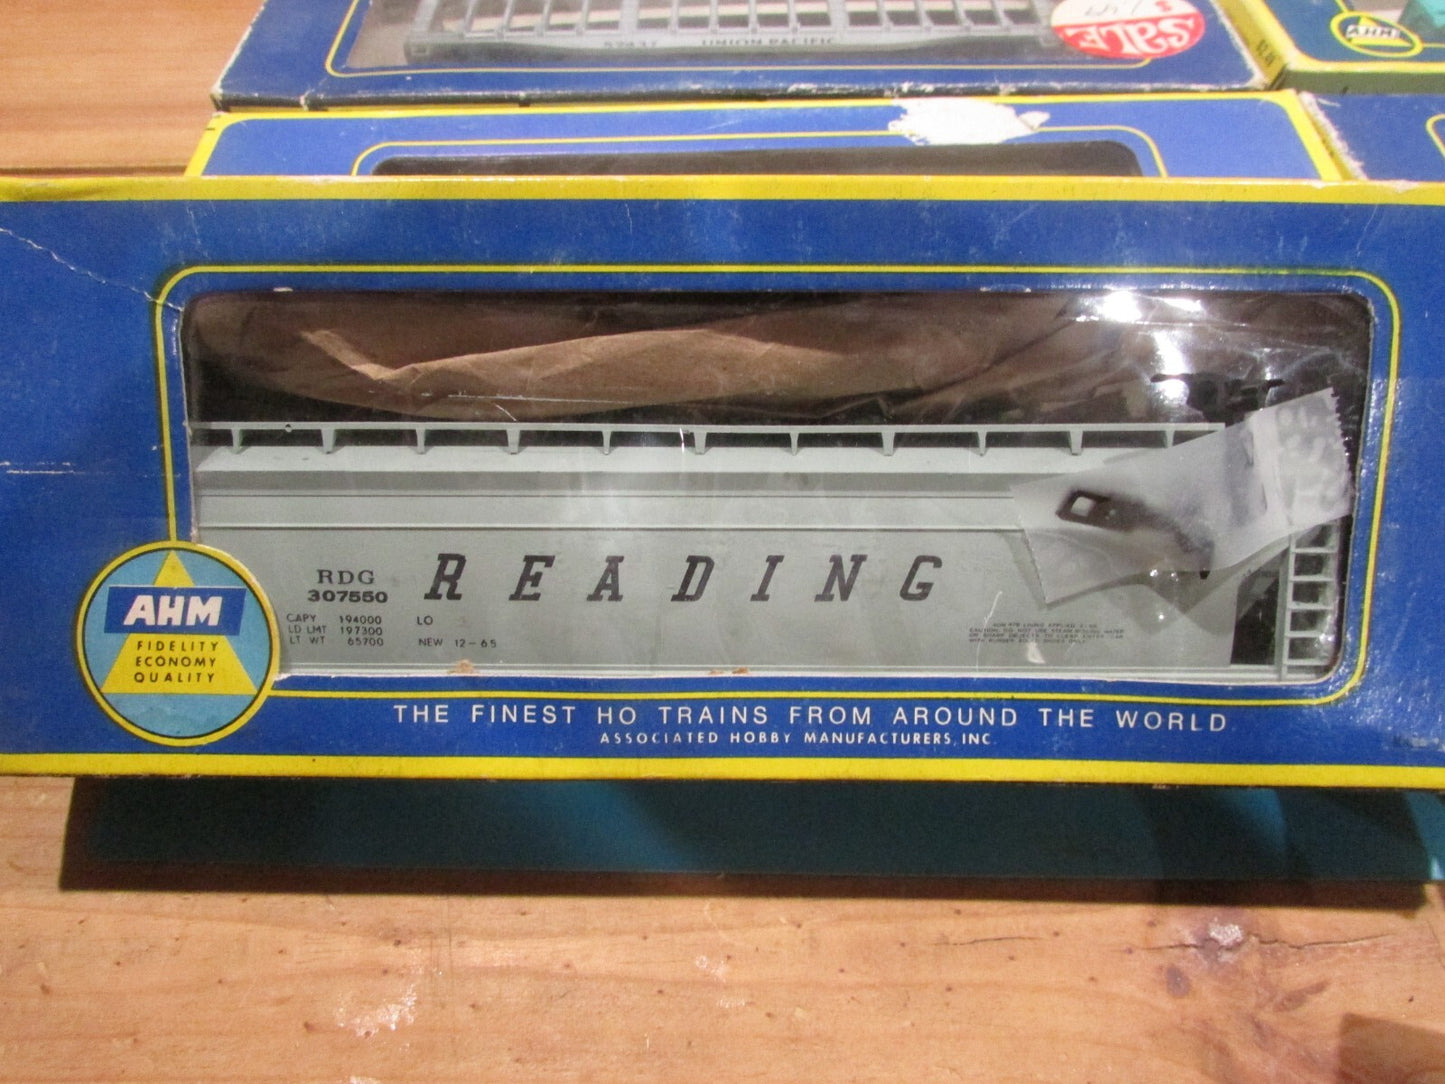 UNION PACIFIC
SALE
AHM
READING
RDG
307550
CAPY 194000 LO
LD LMT 197300
LT WT 65700 NEW 12-65
AHM
FIDELITY
ECONOMY
QUALITY
THE FINEST HO TRAINS FROM AROUND THE WORLD
ASSOCIATED HOBBY MANUFACTURERS, INC.